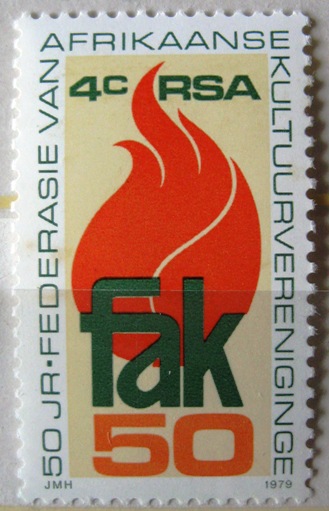 50 JR·FEDERASIE VAN AFRIKAANSE KULTUURVERENIGINGE
4c RSA
fak
50
JMH 1979